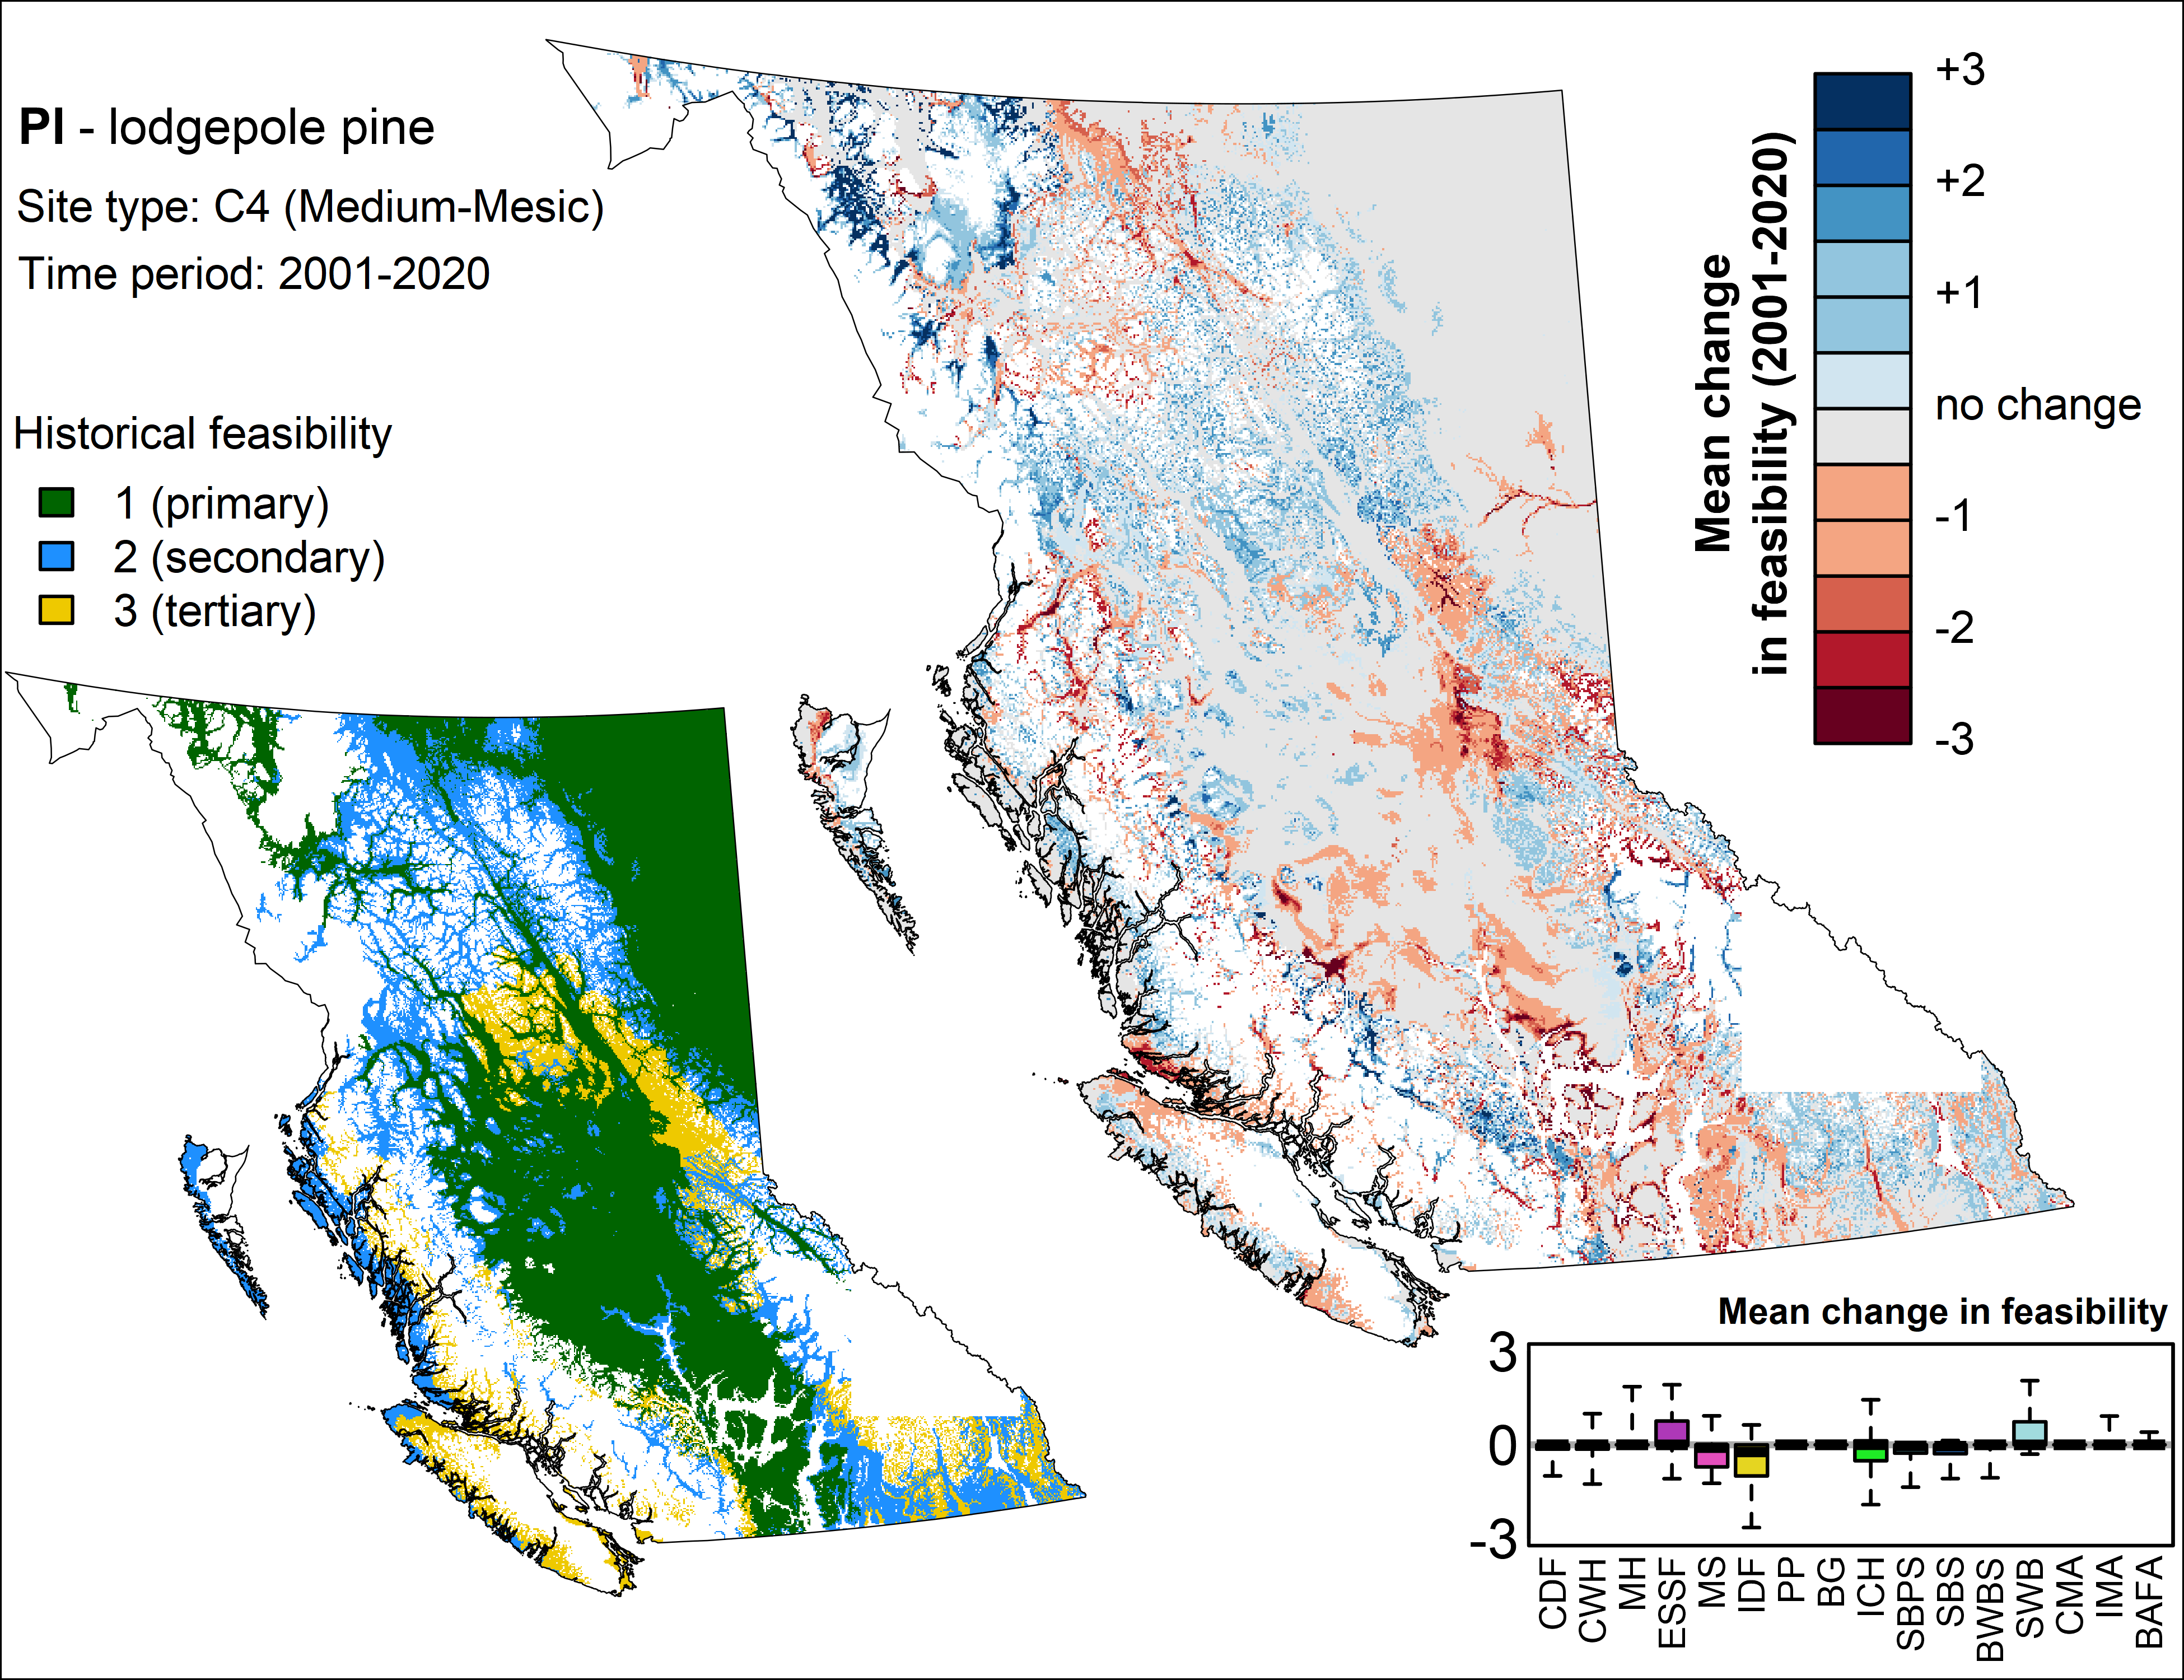 Pl - lodgepole pine
Site type: C4 (Medium-Mesic)
Time period: 2001-2020
Historical feasibility
1 (primary)
2 (secondary)
3 (tertiary)
Mean change
in feasibility (2001-2020)
+3
+2
+1
no change
-1
-2
-3
Mean change in feasibility
3
0
-3
CDF
CWH
MH
ESSF
MS
IDF
PP
BG
ICH
SBPS
SBS
BWBS
SWB
CMA
IMA
BAFA